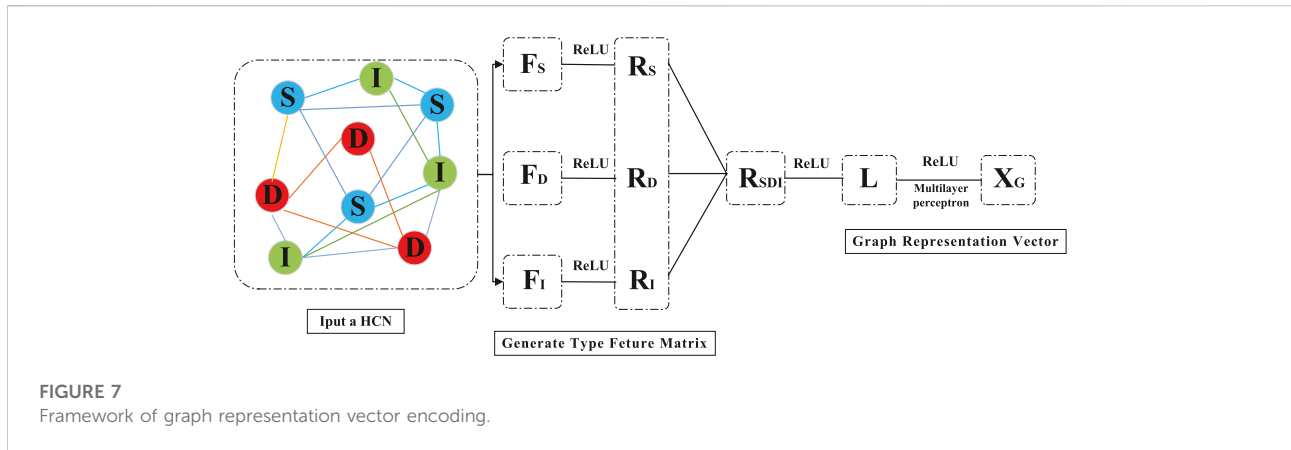 I
S
S
D
I
D
S
D
I
Iput a HCN
FS
ReLU
RS
FD
ReLU
RD
FI
ReLU
RI
Generate Type Feture Matrix
RSDI
ReLU
L
ReLU
Multilayer
perceptron
XG
Graph Representation Vector
FIGURE 7
Framework of graph representation vector encoding.